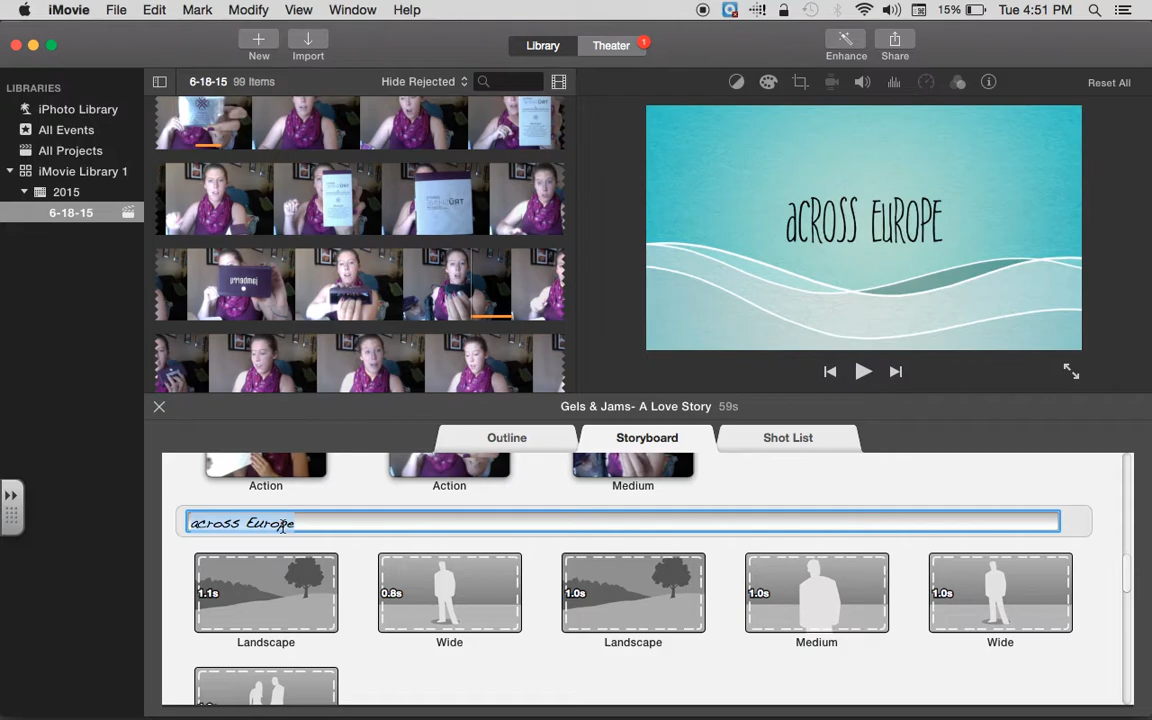 iMovie File Edit Mark Modify View Window Help 15% Tue 4:51 PM
New Import Library Theater 1 Enhance Share
LIBRARIES
iPhoto Library
All Events
All Projects
iMovie Library 1
2015
6-18-15
6-18-15 99 Items Hide Rejected
Reset All
across Europe
Gels & Jams- A Love Story 59s
Outline Storyboard Shot List
Action Action Medium
across Europe
1.1s 0.8s 1.0s 1.0s 1.0s
Landscape Wide Landscape Medium Wide